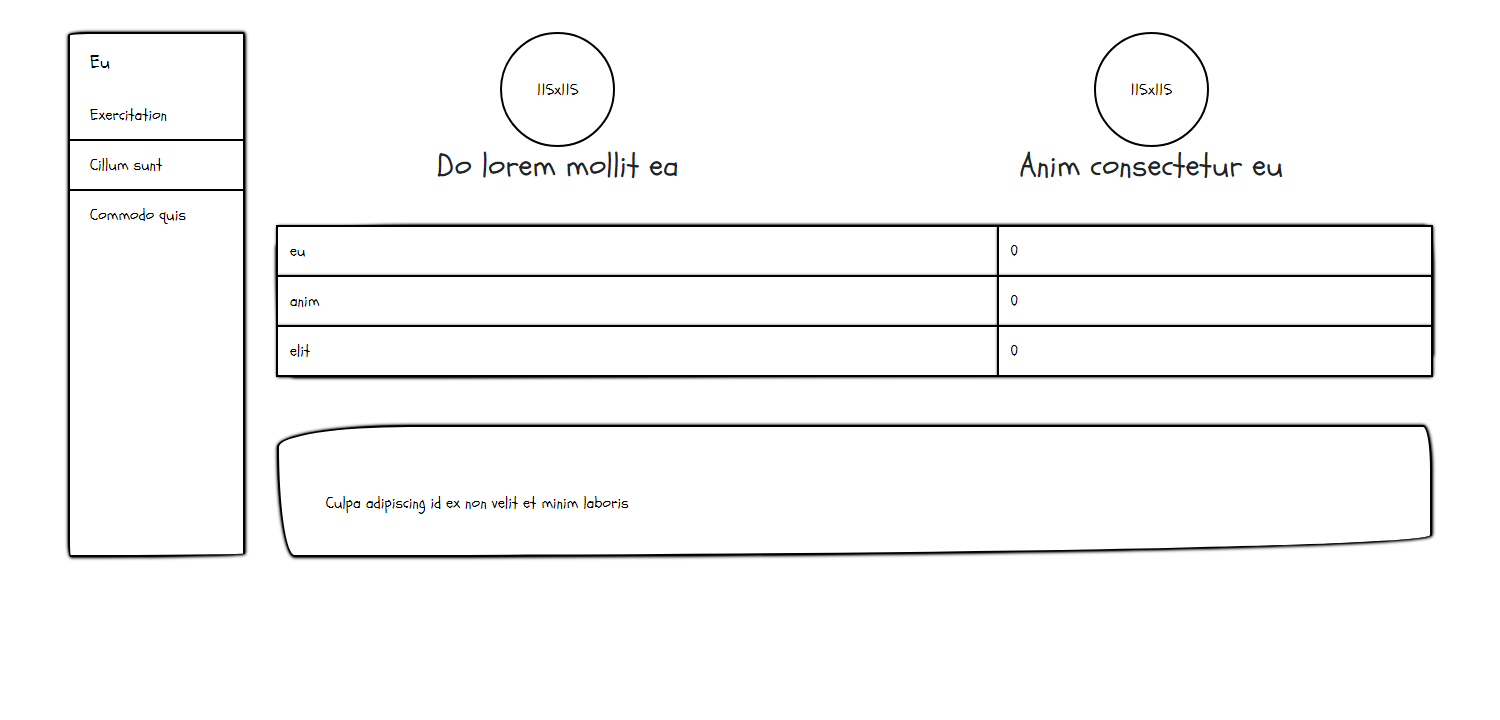 Eu
Exercitation
Cillum sunt
Commodo quis
115x115
Do lorem mollit ea
115x115
Anim consectetur eu
eu 0
anim 0
elit 0
Culpa adipiscing id ex non velit et minim laboris